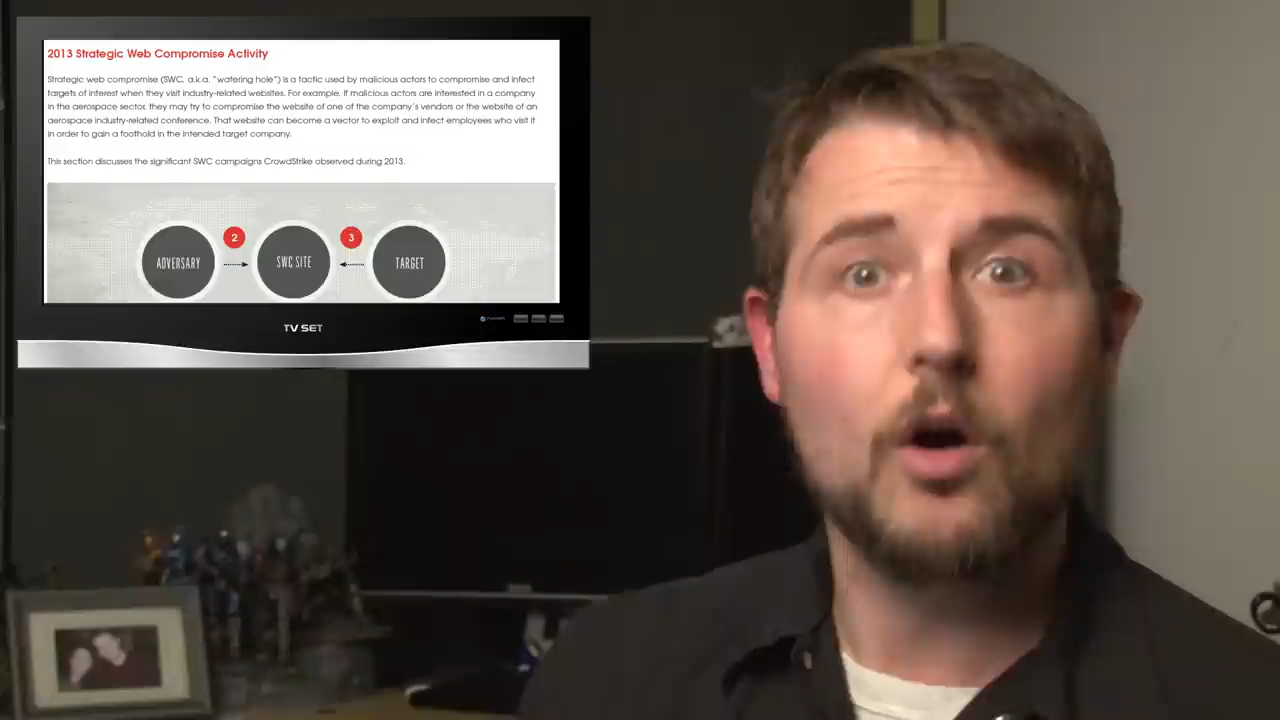 2013 Strategic Web Compromise Activity
Strategic web compromise (SWC, a.k.a. "watering hole") is a tactic used by malicious actors to compromise and infect
targets of interest when they visit industry-related websites. For example, if malicious actors are interested in a company
in the aerospace sector, they may try to compromise the website of one of the company's vendors or the website of an
aerospace industry-related conference. That website can become a vector to exploit and infect employees who visit it
in order to gain a foothold in the intended target company.
This section discusses the significant SWC campaigns CrowdStrike observed during 2013.
2
3
ADVERSARY
SWC SITE
TARGET
TV SET